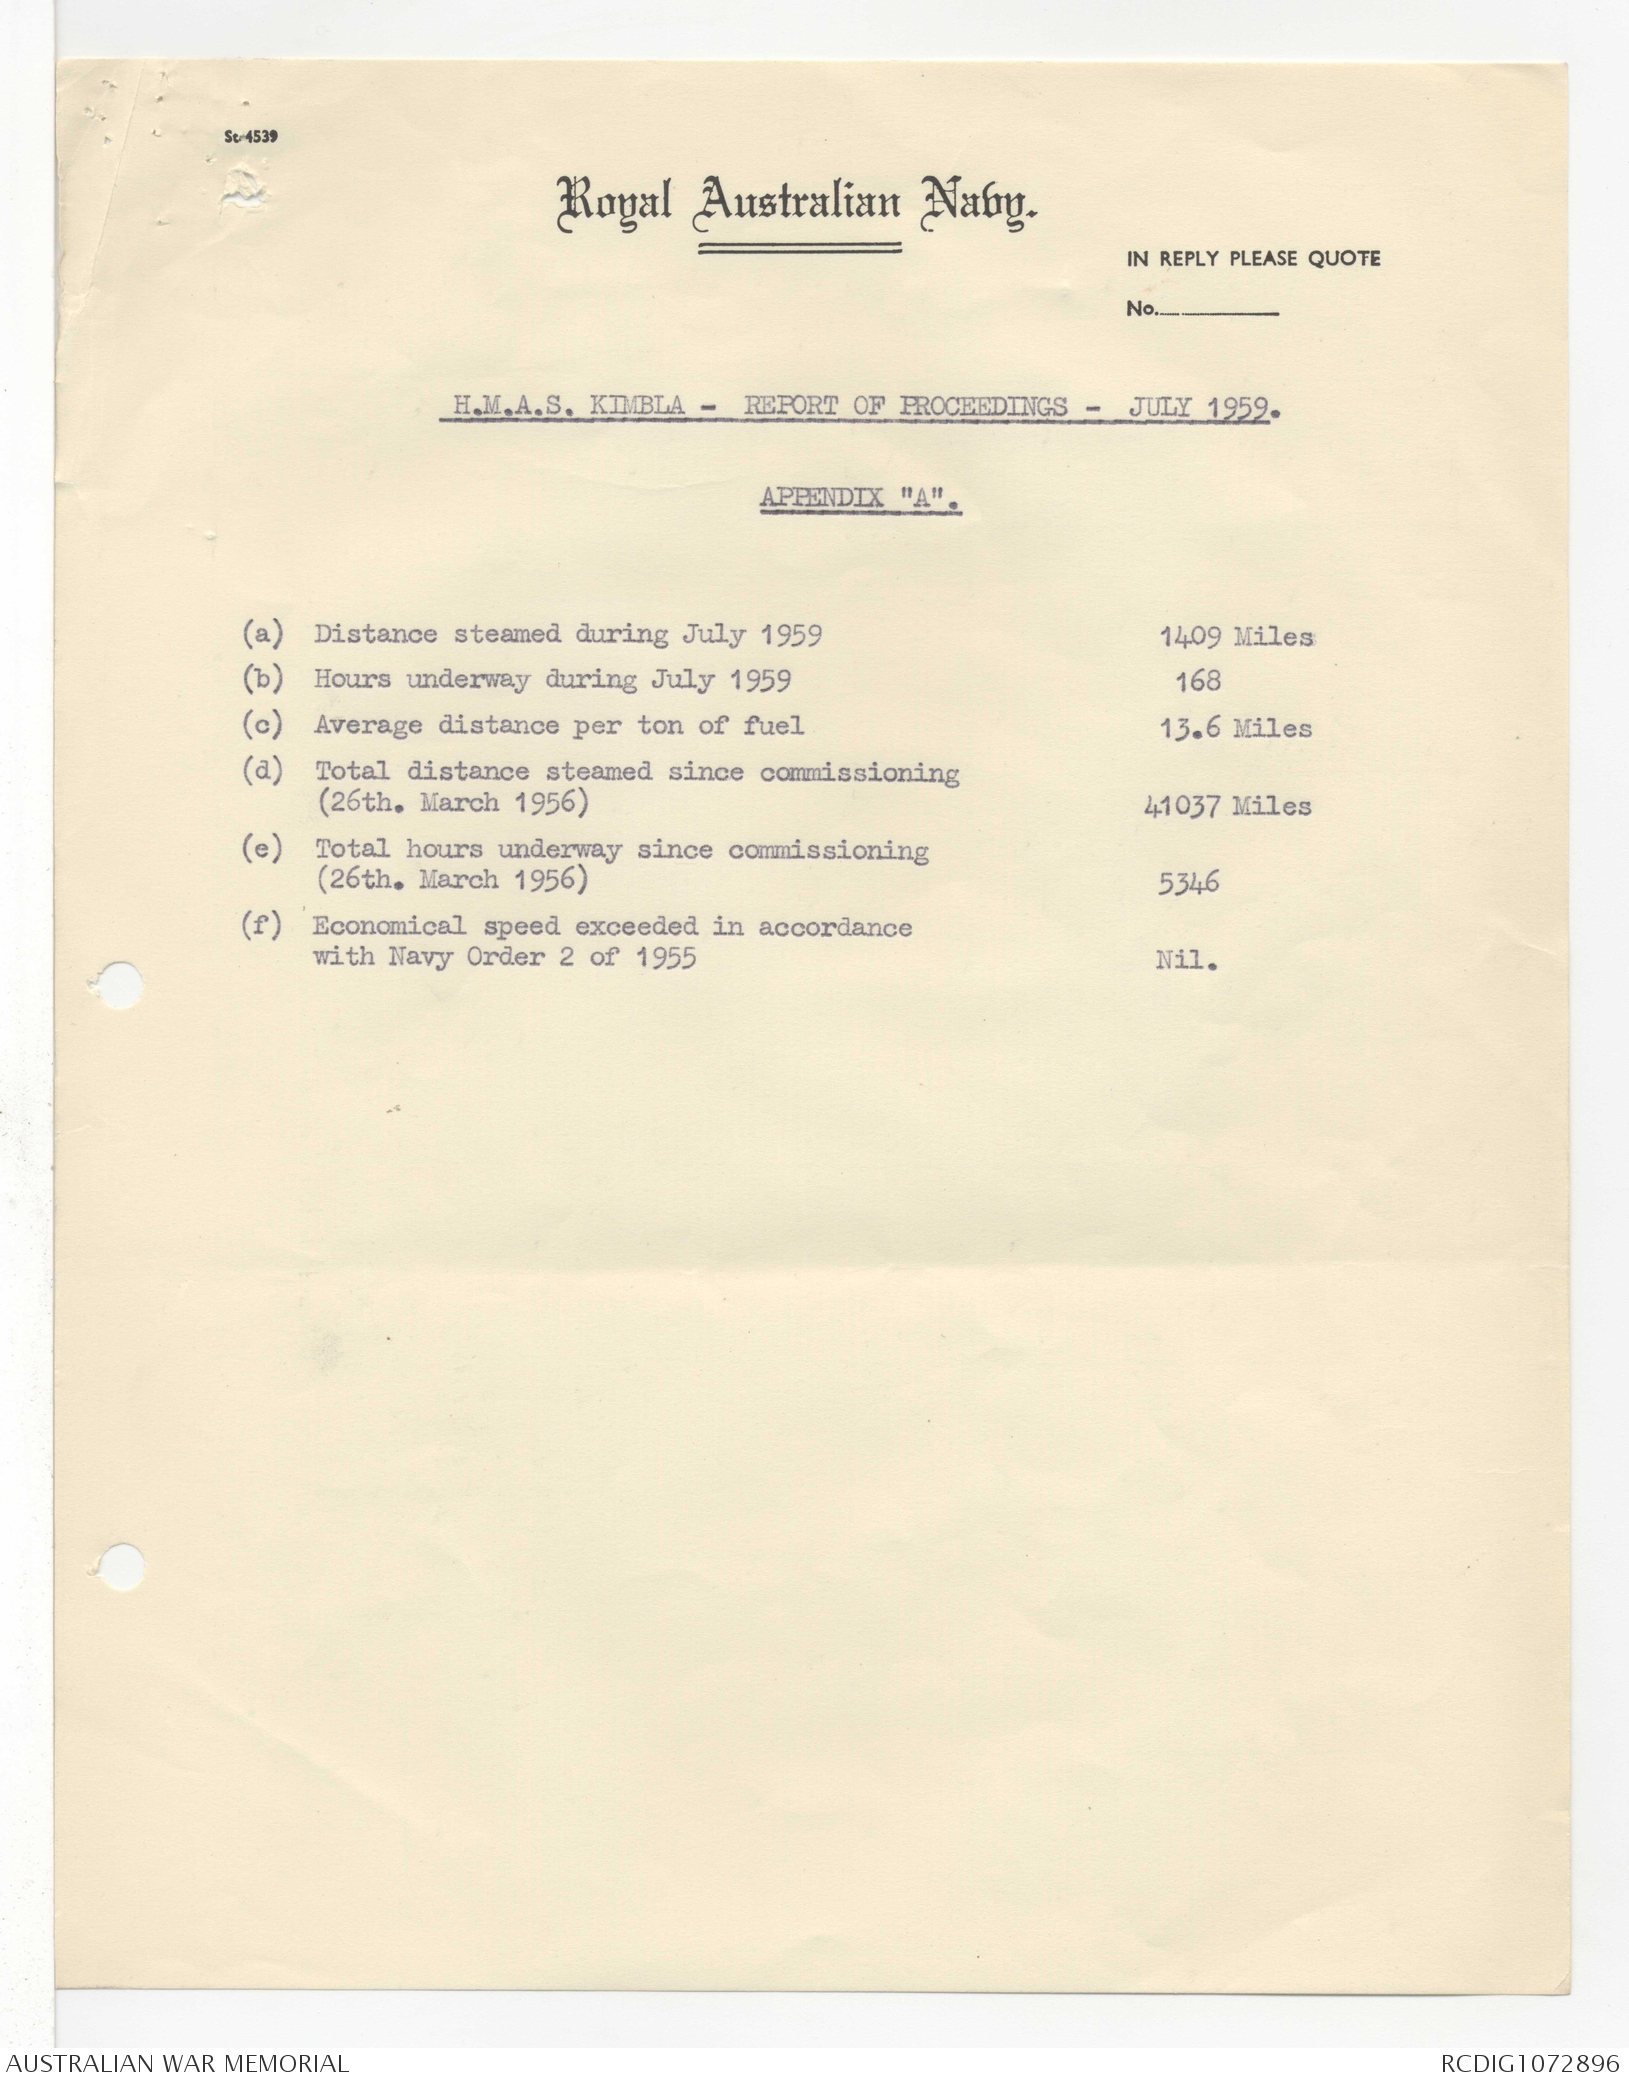 St. 4539
Royal Australian Navy.
IN REPLY PLEASE QUOTE
No.
H.M.A.S. KIMBLA - REPORT OF PROCEEDINGS - JULY 1959.
APPENDIX "A".
(a) Distance steamed during July 1959 1409 Miles
(b) Hours underway during July 1959 168
(c) Average distance per ton of fuel 13.6 Miles
(d) Total distance steamed since commissioning
(26th. March 1956) 41037 Miles
(e) Total hours underway since commissioning
(26th. March 1956) 5346
(f) Economical speed exceeded in accordance
with Navy Order 2 of 1955 Nil.
AUSTRALIAN WAR MEMORIAL RCDIG1072896